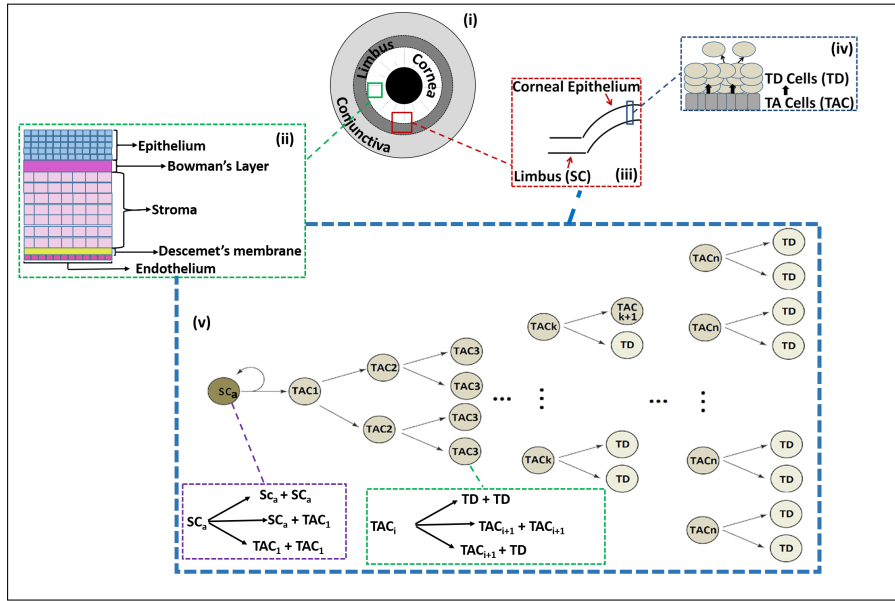 (i)
Limbus
Cornea
Conjunctiva
(ii)
Epithelium
Bowman's Layer
Stroma
Descemet's membrane
Endothelium
Corneal Epithelium
Limbus (SC)
(iii)
(iv)
TD Cells (TD)
TA Cells (TAC)
(v)
SCa
TAC1
TAC2
TAC2
TAC3
TAC3
TAC3
TAC3
...
TACk
TAC
k+1
TD
TACk
TD
TD
...
TACn
TD
TD
TACn
TD
TD
TACn
TD
TD
TACn
TD
TD
SCa
Sca + SCa
SCa + TAC1
TAC1 + TAC1
TACi
TD + TD
TACi+1 + TACi+1
TACi+1 + TD